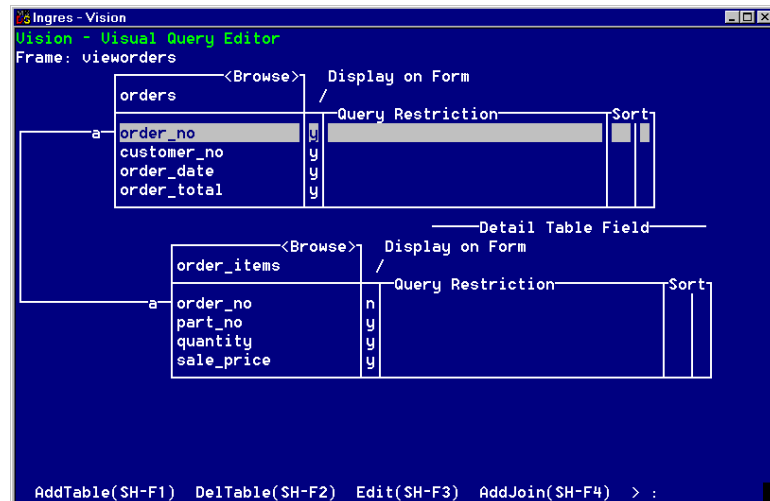 Ingres - Vision
Vision - Visual Query Editor
Frame: vieworders
<Browse> Display on Form
orders /
Query Restriction Sort
a order_no y
customer_no y
order_date y
order_total y
Detail Table Field
<Browse> Display on Form
order_items /
Query Restriction Sort
a order_no n
part_no y
quantity y
sale_price y
AddTable(SH-F1) DelTable(SH-F2) Edit(SH-F3) AddJoin(SH-F4) > :